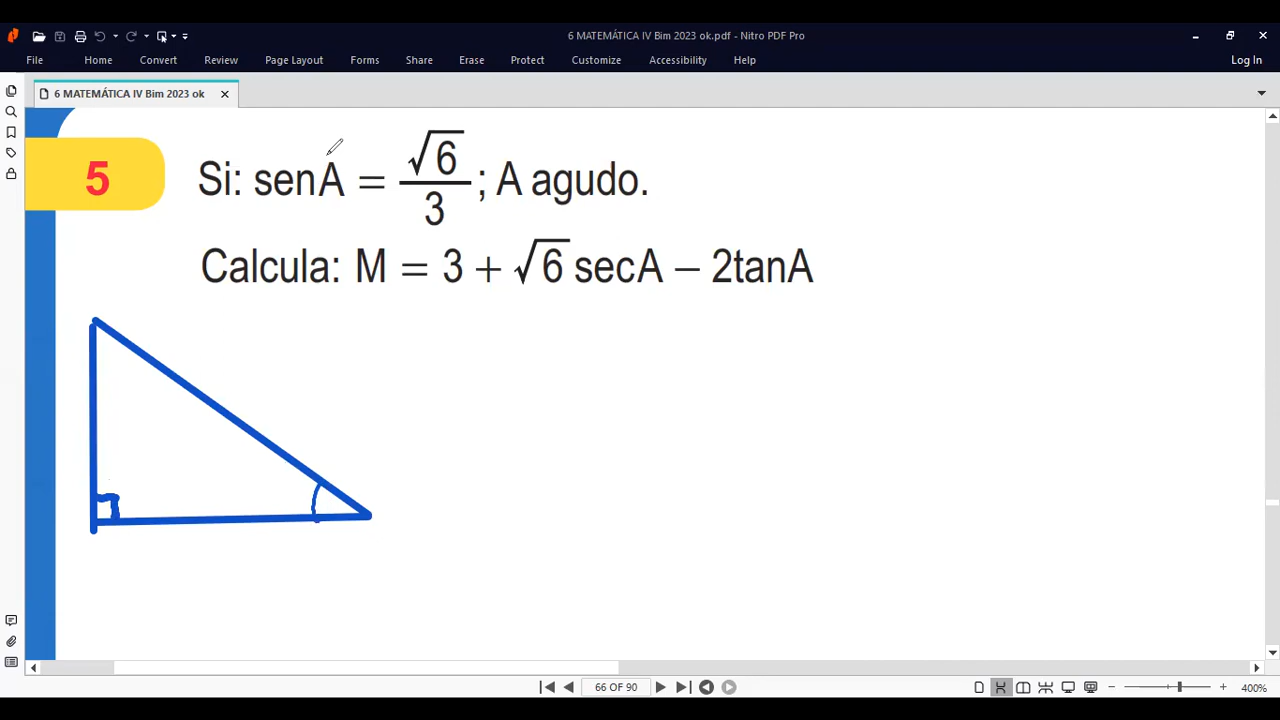 6 MATEMÁTICA IV Bim 2023 ok.pdf - Nitro PDF Pro
File Home Convert Review Page Layout Forms Share Erase Protect Customize Accessibility Help Log In
6 MATEMÁTICA IV Bim 2023 ok
5 Si: senA = √6/3 ; A agudo.
Calcula: M = 3 + √6 secA − 2tanA
66 OF 90 400%